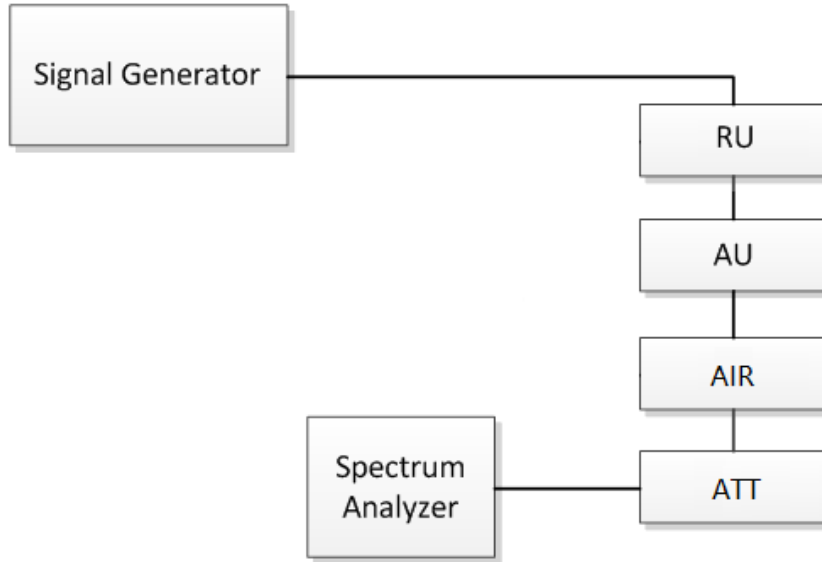 Signal Generator
RU
AU
AIR
Spectrum
Analyzer
ATT